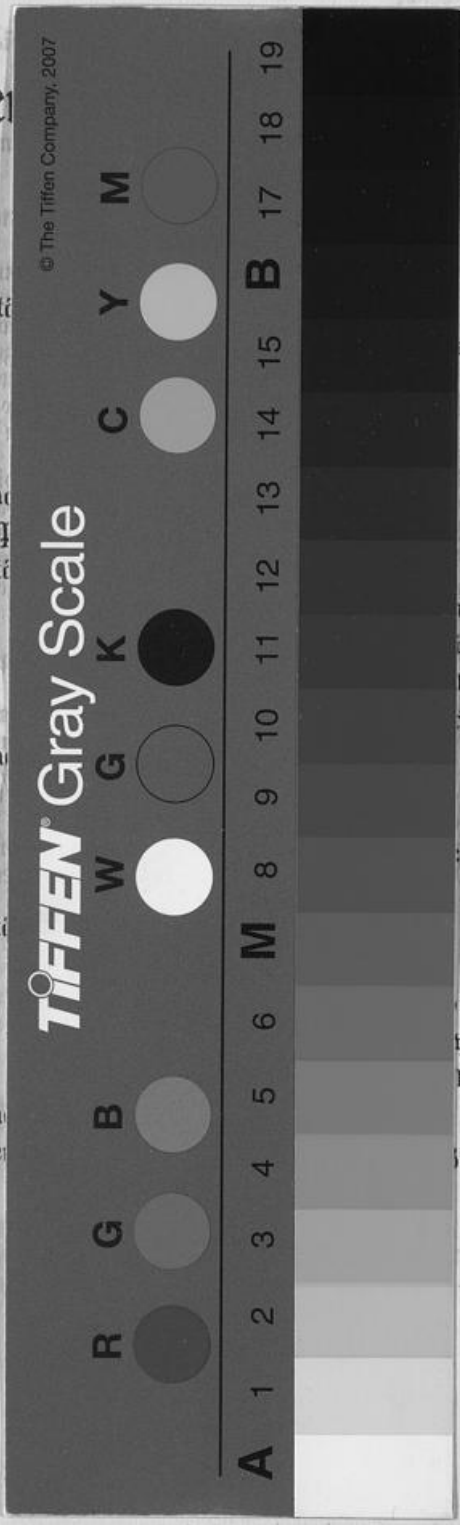 © The Tiffen Company, 2007
TIFFEN® Gray Scale
R G B W G K C Y M
A 1 2 3 4 5 6 M 8 9 10 11 12 13 14 15 B 17 18 19